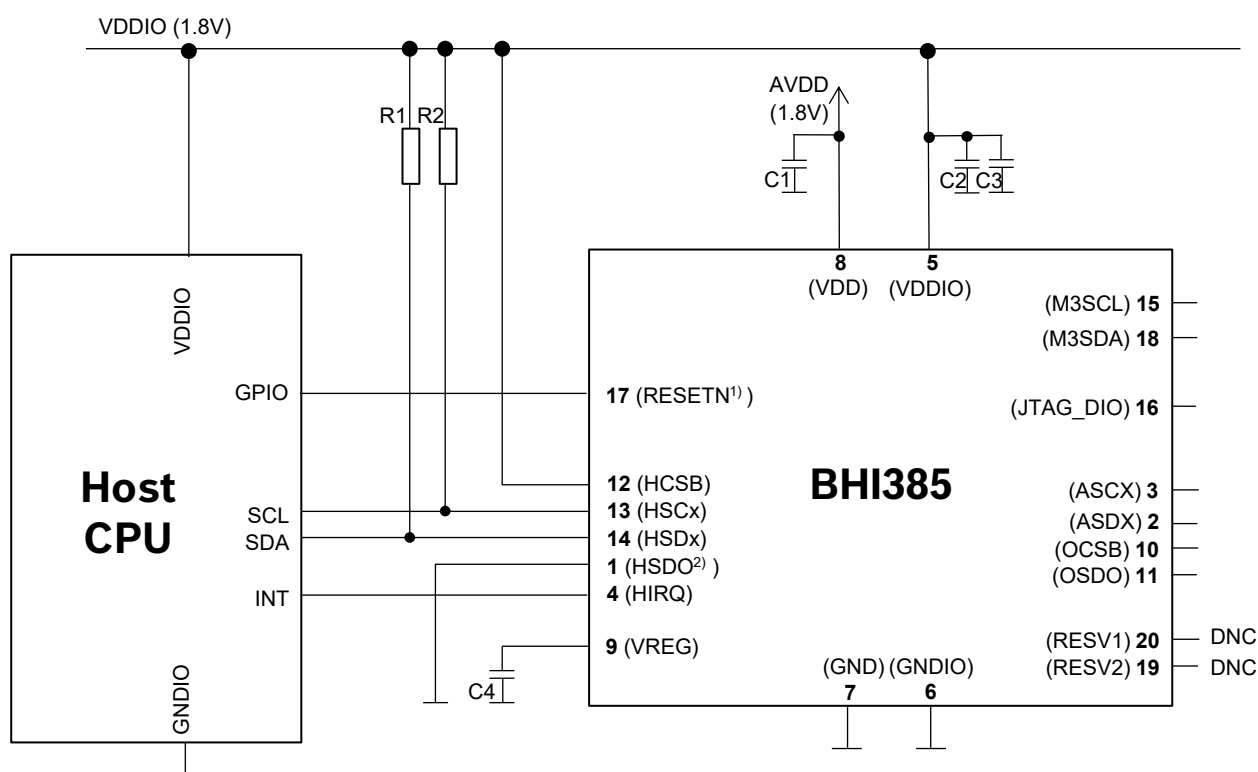 VDDIO (1.8V)
AVDD
(1.8V)
R1 R2
C1
C2 C3
VDDIO
8
(VDD)
5
(VDDIO)
(M3SCL) 15
(M3SDA) 18
GPIO
17 (RESETN1) )
(JTAG_DIO) 16
Host
CPU
BHI385
12 (HCSB)
SCL
13 (HSCx)
SDA
14 (HSDx)
1 (HSDO2) )
INT
4 (HIRQ)
9 (VREG)
C4
(ASCX) 3
(ASDX) 2
(OCSB) 10
(OSDO) 11
(RESV1) 20 DNC
(RESV2) 19 DNC
(GND) (GNDIO)
7 6
GNDIO